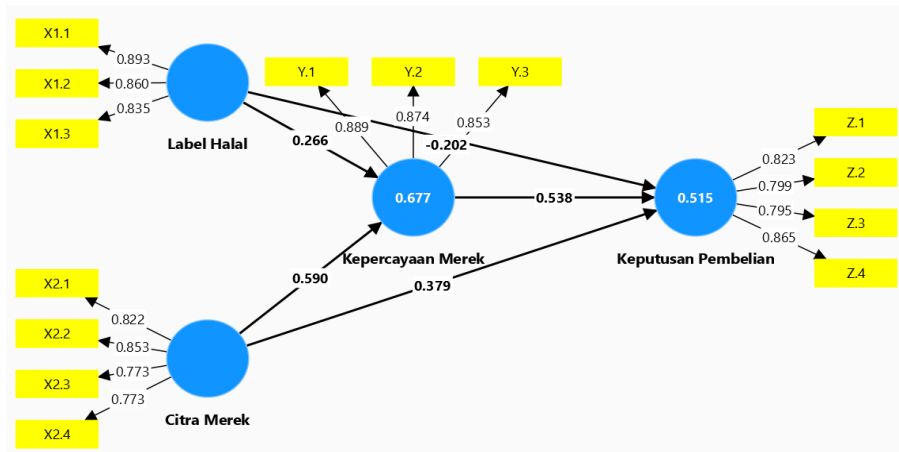 X1.1
X1.2
X1.3
0.893
0.860
0.835
Label Halal
Y.1
Y.2
Y.3
0.889
0.874
0.853
0.266
-0.202
0.677
Kepercayaan Merek
0.538
0.515
Keputusan Pembelian
Z.1
Z.2
Z.3
Z.4
0.823
0.799
0.795
0.865
0.590
0.379
X2.1
X2.2
X2.3
X2.4
0.822
0.853
0.773
0.773
Citra Merek